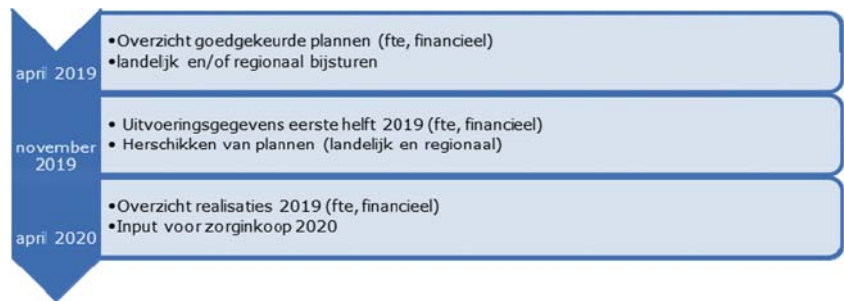 april 2019
•Overzicht goedgekeurde plannen (fte, financieel)
•landelijk en/of regionaal bijsturen
november
2019
• Uitvoeringsgegevens eerste helft 2019 (fte, financieel)
• Herschikken van plannen (landelijk en regionaal)
april 2020
•Overzicht realisaties 2019 (fte, financieel)
•Input voor zorginkoop 2020